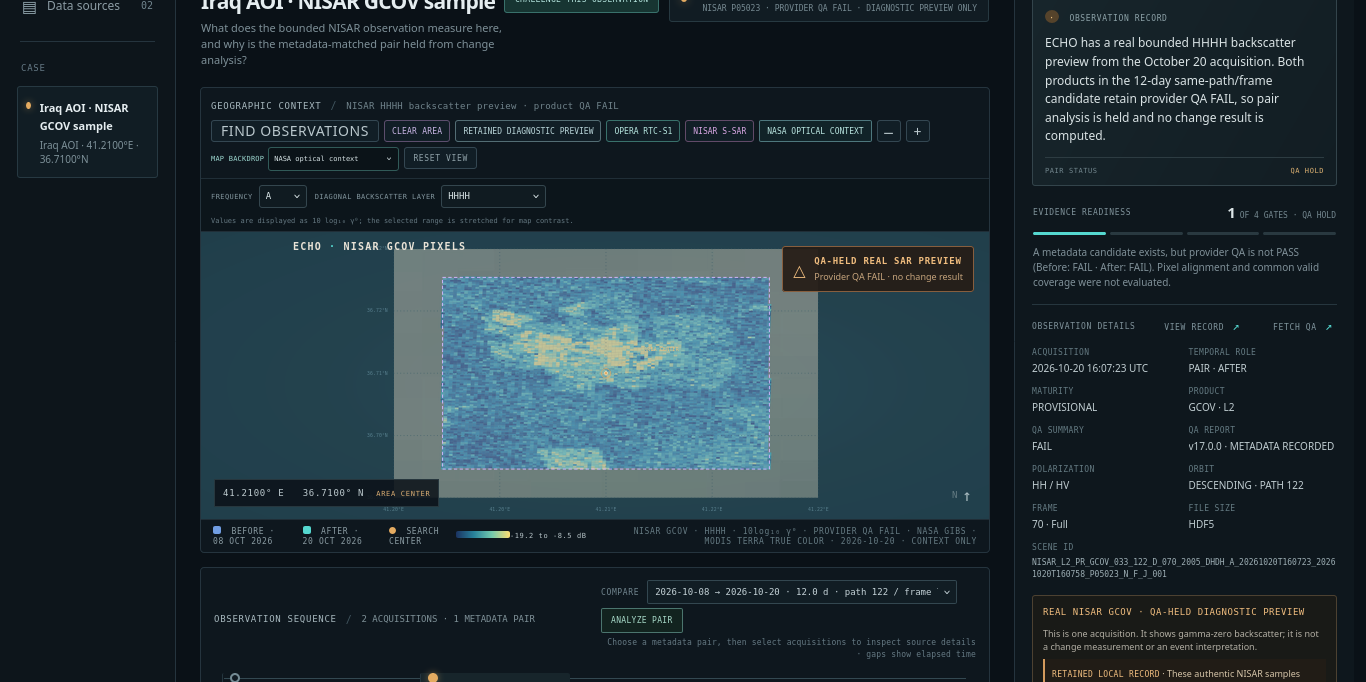 Data sources 02
CASE
Iraq AOI · NISAR
GCOV sample
Iraq AOI · 41.2100°E ·
36.7100°N
Iraq AOI · NISAR GCOV sample
NISAR P05023 · PROVIDER QA FAIL · DIAGNOSTIC PREVIEW ONLY
What does the bounded NISAR observation measure here,
and why is the metadata-matched pair held from change
analysis?
GEOGRAPHIC CONTEXT / NISAR HHHH backscatter preview · product QA FAIL
FIND OBSERVATIONS CLEAR AREA RETAINED DIAGNOSTIC PREVIEW OPERA RTC-S1 NISAR S-SAR NASA OPTICAL CONTEXT — +
MAP BACKDROP NASA optical context RESET VIEW
FREQUENCY A DIAGONAL BACKSCATTER LAYER HHHH
Values are displayed as 10 log₁₀ γ⁰; the selected range is stretched for map contrast.
ECHO · NISAR GCOV PIXELS
QA-HELD REAL SAR PREVIEW
Provider QA FAIL · no change result
36.72°N
36.71°N
36.70°N
41.2100° E 36.7100° N AREA CENTER
N ↑
41.20°E 41.20°E 41.21°E 41.22°E 41.22°E
BEFORE ·
08 OCT 2026
AFTER ·
20 OCT 2026
SEARCH
CENTER
-19.2 to -8.5 dB
NISAR GCOV · HHHH · 10log₁₀ γ⁰ · PROVIDER QA FAIL · NASA GIBS ·
MODIS TERRA TRUE COLOR · 2026-10-20 · CONTEXT ONLY
OBSERVATION SEQUENCE / 2 ACQUISITIONS · 1 METADATA PAIR
COMPARE 2026-10-08 → 2026-10-20 · 12.0 d · path 122 / frame
ANALYZE PAIR
Choose a metadata pair, then select acquisitions to inspect source details
· gaps show elapsed time
OBSERVATION RECORD
ECHO has a real bounded HHHH backscatter
preview from the October 20 acquisition. Both
products in the 12-day same-path/frame
candidate retain provider QA FAIL, so pair
analysis is held and no change result is
computed.
PAIR STATUS QA HOLD
EVIDENCE READINESS 1 OF 4 GATES · QA HOLD
A metadata candidate exists, but provider QA is not PASS
(Before: FAIL · After: FAIL). Pixel alignment and common valid
coverage were not evaluated.
OBSERVATION DETAILS VIEW RECORD ↗ FETCH QA ↗
ACQUISITION TEMPORAL ROLE
2026-10-20 16:07:23 UTC PAIR · AFTER
MATURITY PRODUCT
PROVISIONAL GCOV · L2
QA SUMMARY QA REPORT
FAIL v17.0.0 · METADATA RECORDED
POLARIZATION ORBIT
HH / HV DESCENDING · PATH 122
FRAME FILE SIZE
70 · Full HDF5
SCENE ID
NISAR_L2_PR_GCOV_033_122_D_070_2005_DHDH_A_20261020T160723_2026
1020T160758_P05023_N_F_J_001
REAL NISAR GCOV · QA-HELD DIAGNOSTIC PREVIEW
This is one acquisition. It shows gamma-zero backscatter; it is not
a change measurement or an event interpretation.
RETAINED LOCAL RECORD · These authentic NISAR samples